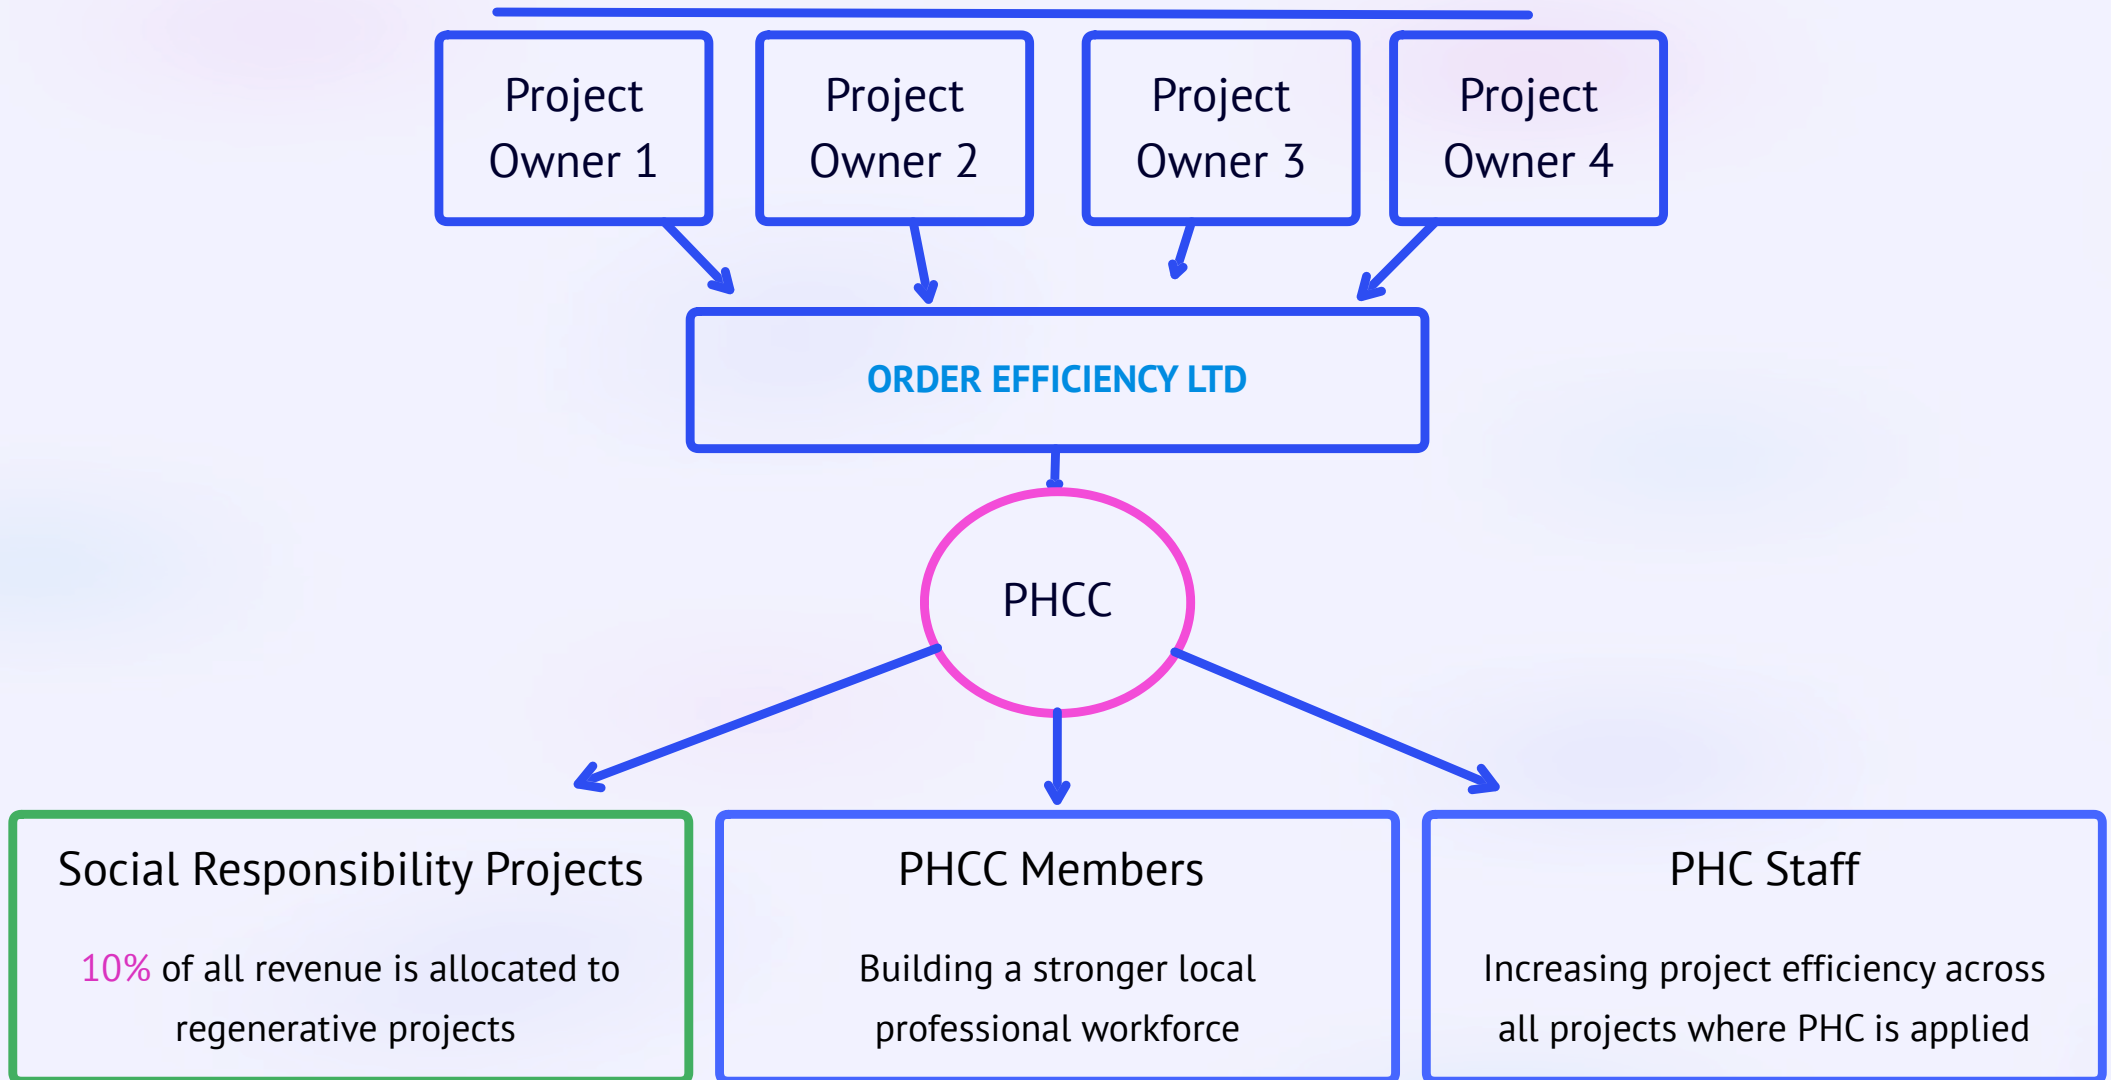 Project
Owner 1
Project
Owner 2
Project
Owner 3
Project
Owner 4
ORDER EFFICIENCY LTD
PHCC
Social Responsibility Projects
10% of all revenue is allocated to
regenerative projects
PHCC Members
Building a stronger local
professional workforce
PHC Staff
Increasing project efficiency across
all projects where PHC is applied